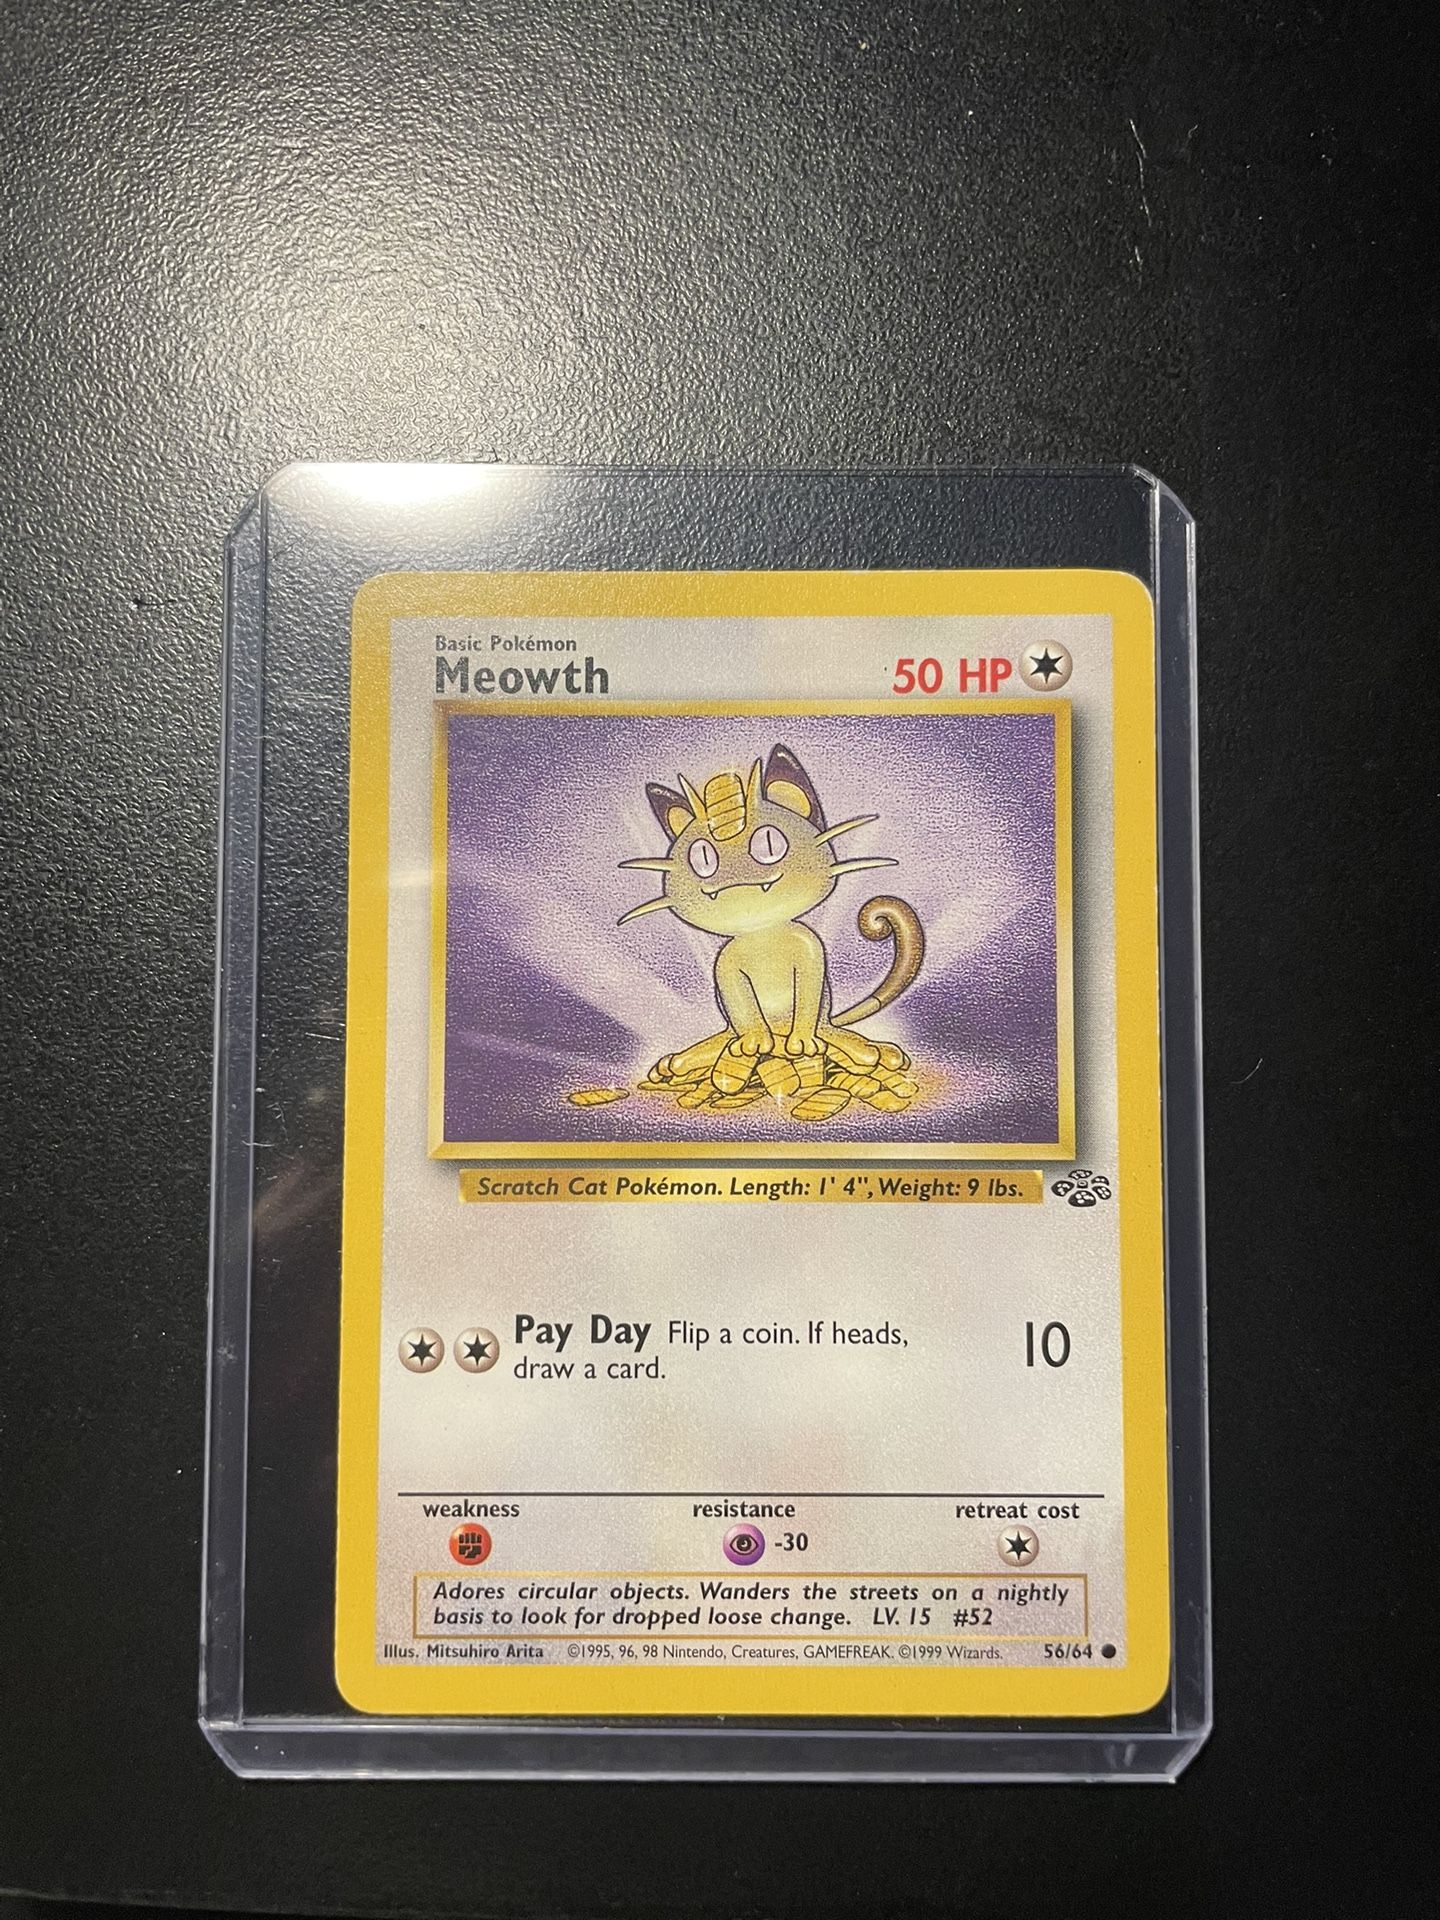 Basic Pokémon
Meowth
50 HP
Scratch Cat Pokémon. Length: 1' 4", Weight: 9 lbs.
Pay Day Flip a coin. If heads,
draw a card.
10
weakness resistance retreat cost
-30
Adores circular objects. Wanders the streets on a nightly
basis to look for dropped loose change. LV. 15 #52
Illus. Mitsuhiro Arita ©1995, 96, 98 Nintendo, Creatures, GAMEFREAK. ©1999 Wizards. 56/64